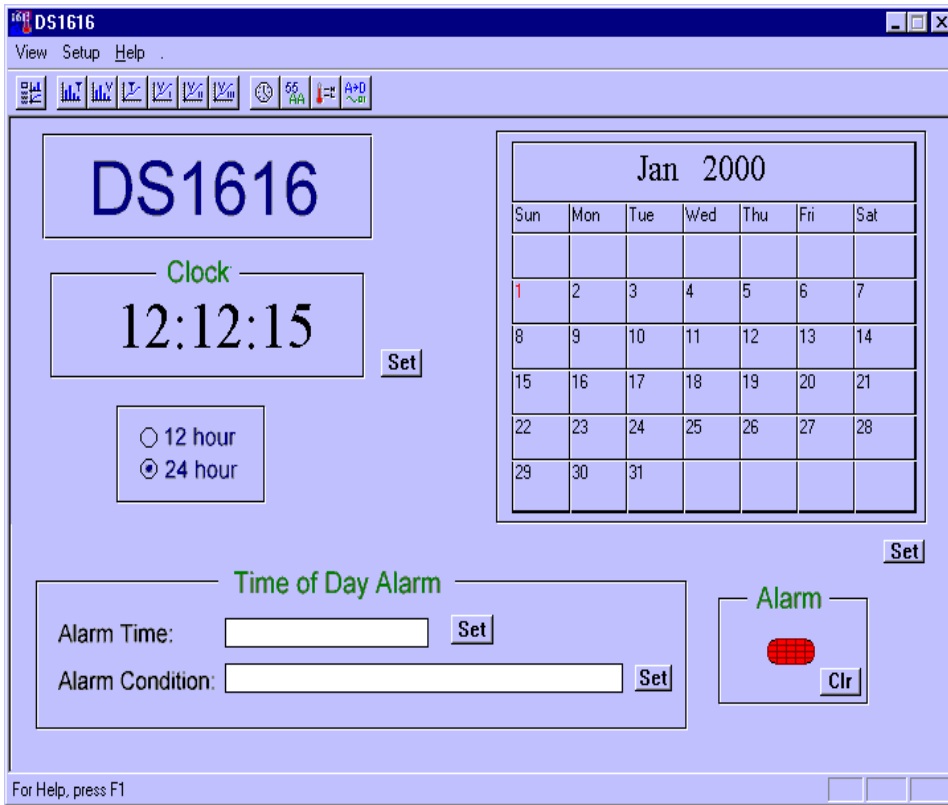 DS1616
View Setup Help .
DS1616
Clock
12:12:15
Set
12 hour
24 hour
Jan 2000
Sun Mon Tue Wed Thu Fri Sat
1 2 3 4 5 6 7
8 9 10 11 12 13 14
15 16 17 18 19 20 21
22 23 24 25 26 27 28
29 30 31
Set
Time of Day Alarm
Alarm Time:
Set
Alarm Condition:
Set
Alarm
Clr
For Help, press F1